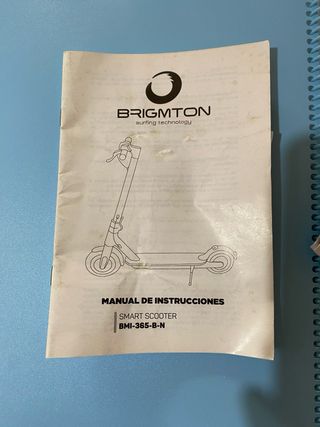 BRIGMTON
surfing technology
MANUAL DE INSTRUCCIONES
SMART SCOOTER
BMI-365-B-N